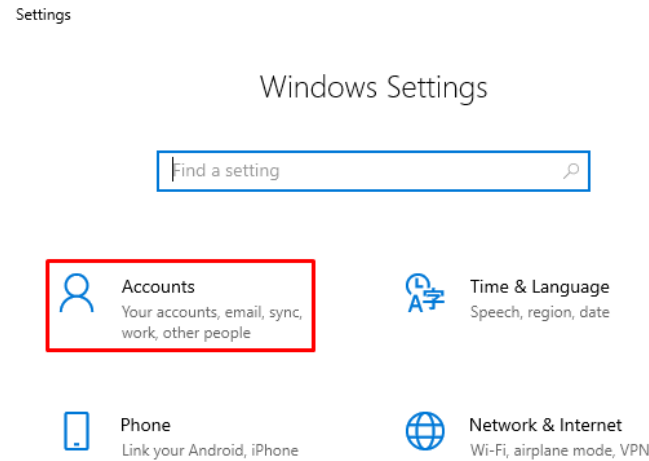 Settings
Windows Settings
Find a setting
Accounts
Your accounts, email, sync,
work, other people
Time & Language
Speech, region, date
Phone
Link your Android, iPhone
Network & Internet
Wi-Fi, airplane mode, VPN